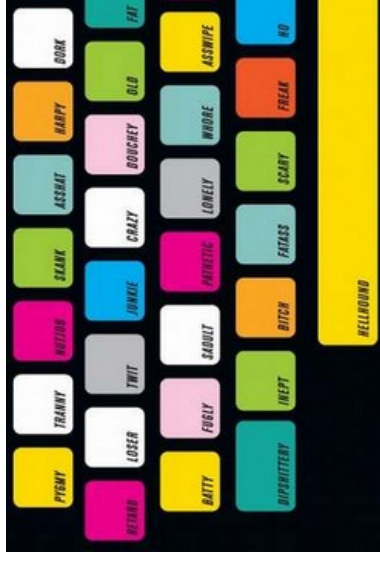 PYGMY
TRANNY
NUTJOB
SKANK
ASSHAT
HARPY
DORK
RETARD
LOSER
TWIT
JUNKIE
CRAZY
DOUCHEY
OLD
FAT
BATTY
FUGLY
SADULT
PATHETIC
LONELY
WHORE
ASSWIPE
DIPSHITTERY
INEPT
BITCH
FATASS
SCARY
FREAK
HO
HELLHOUND